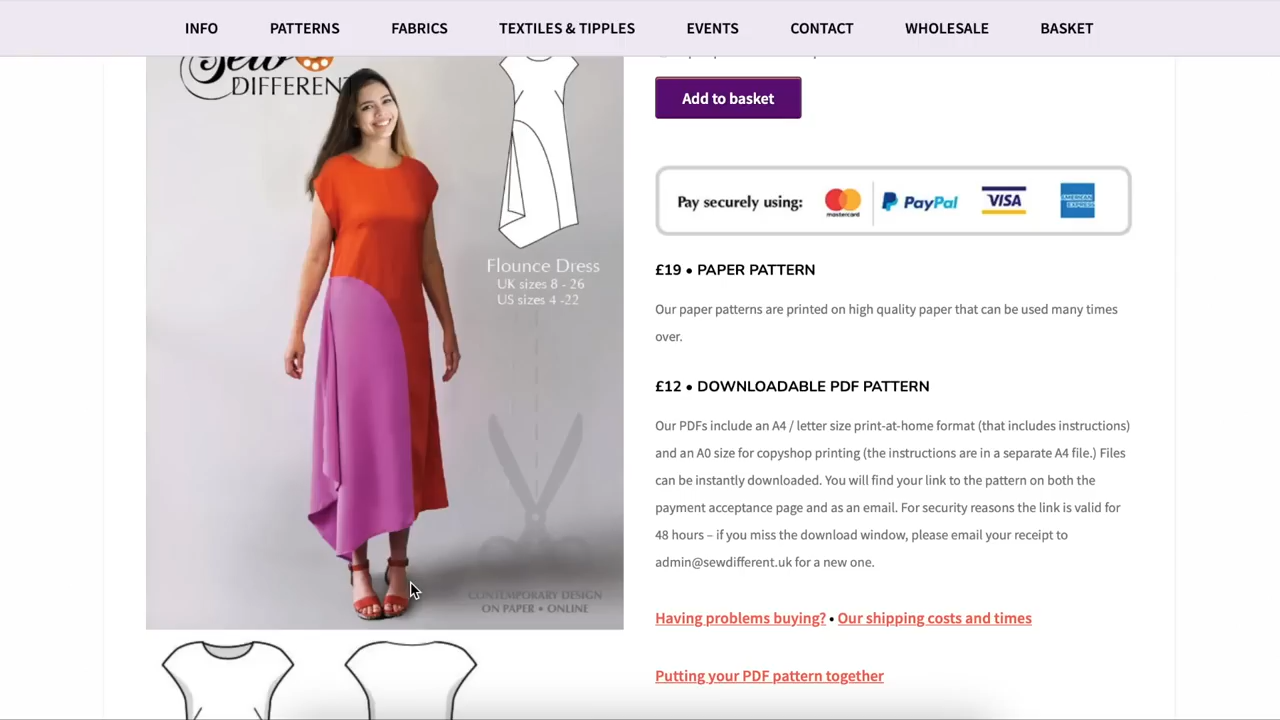 INFO
PATTERNS
FABRICS
TEXTILES & TIPPLES
EVENTS
CONTACT
WHOLESALE
BASKET
Sew
DIFFERENT
Flounce Dress
UK sizes 8 - 26
US sizes 4 -22
CONTEMPORARY DESIGN
ON PAPER • ONLINE
Add to basket
Pay securely using:
mastercard
PayPal
VISA
AMERICAN
EXPRESS
£19 • PAPER PATTERN
Our paper patterns are printed on high quality paper that can be used many times
over.
£12 • DOWNLOADABLE PDF PATTERN
Our PDFs include an A4 / letter size print-at-home format (that includes instructions)
and an A0 size for copyshop printing (the instructions are in a separate A4 file.) Files
can be instantly downloaded. You will find your link to the pattern on both the
payment acceptance page and as an email. For security reasons the link is valid for
48 hours – if you miss the download window, please email your receipt to
admin@sewdifferent.uk for a new one.
Having problems buying? • Our shipping costs and times
Putting your PDF pattern together